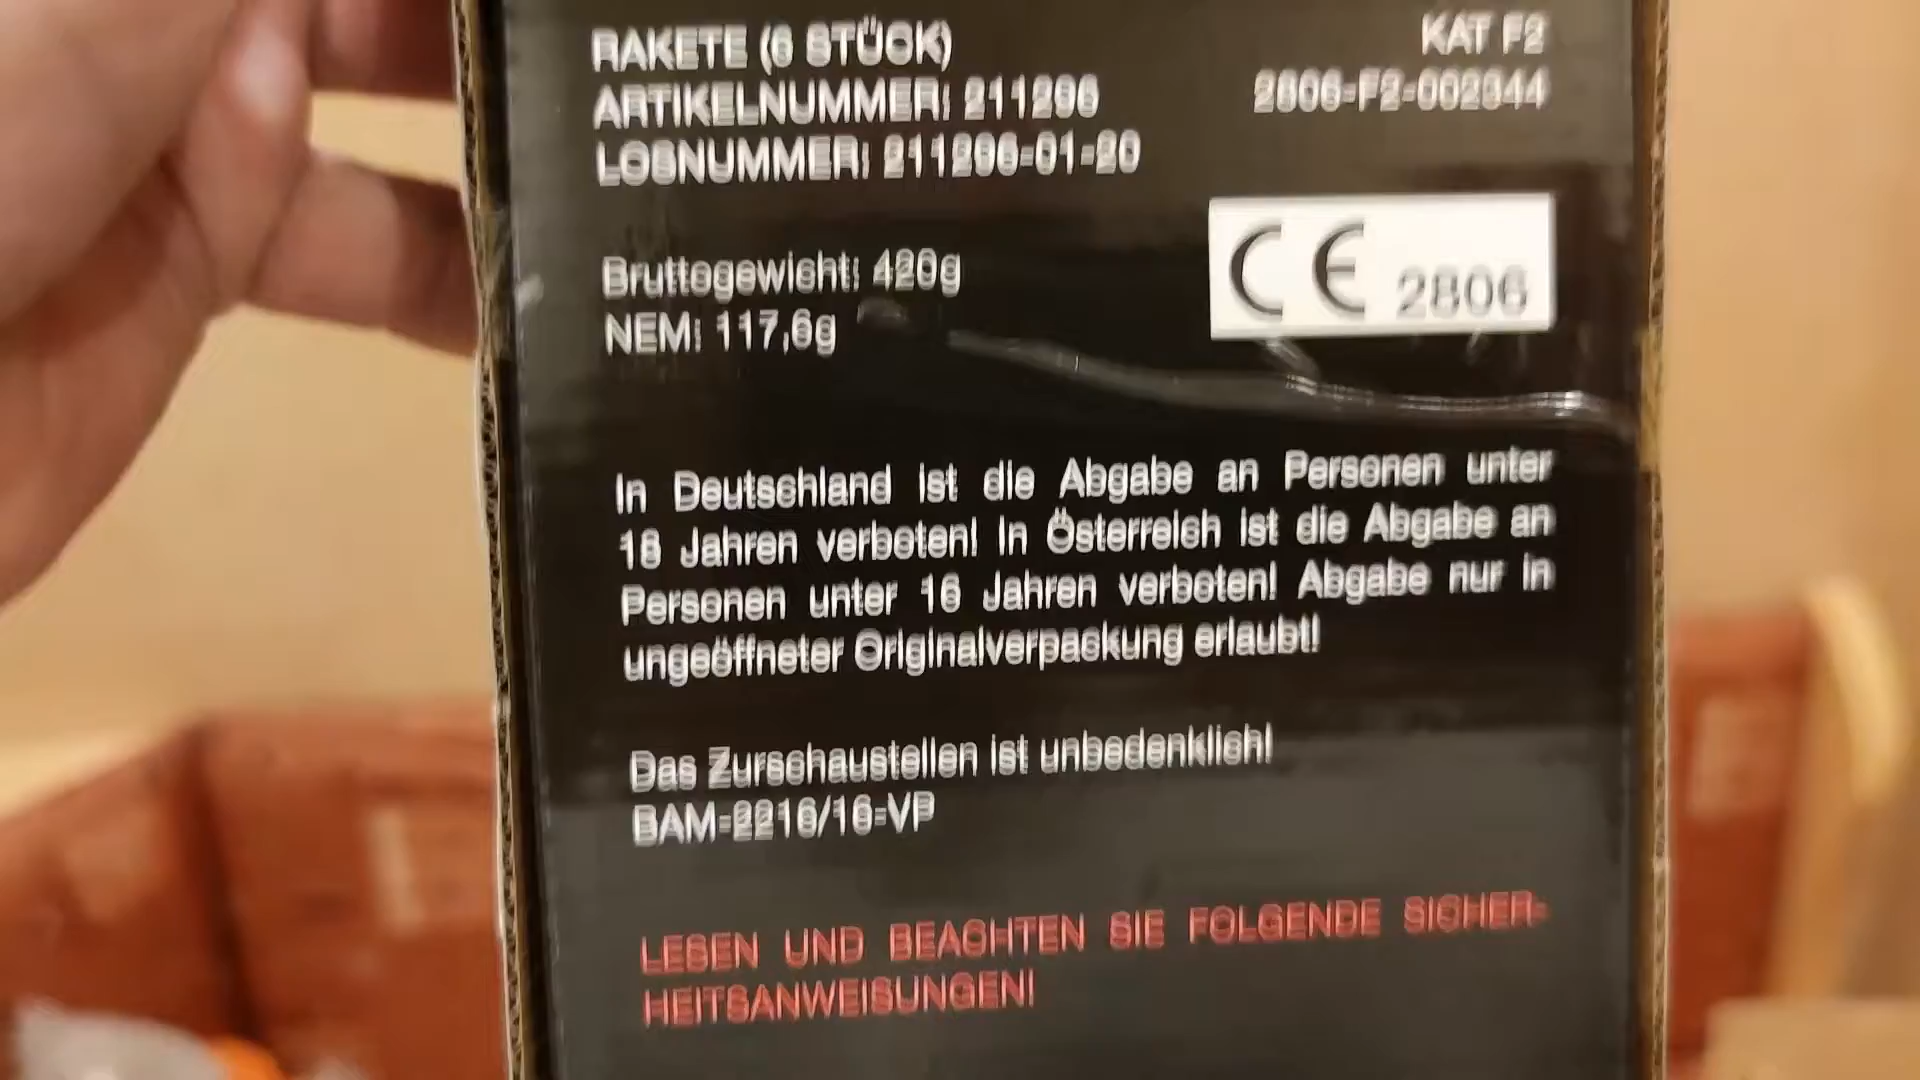 RAKETE (6 STÜCK)
KAT F2
ARTIKELNUMMER: 211296
2806-F2-002344
LOSNUMMER: 211296-01-20
CE 2806
Bruttogewicht: 420g
NEM: 117,6g
In Deutschland ist die Abgabe an Personen unter
18 Jahren verboten! In Österreich ist die Abgabe an
Personen unter 16 Jahren verboten! Abgabe nur in
ungeöffneter Originalverpackung erlaubt!
Das Zurschaustellen ist unbedenklich!
BAM-2216/16-VP
LESEN UND BEACHTEN SIE FOLGENDE SICHER-
HEITSANWEISUNGEN!